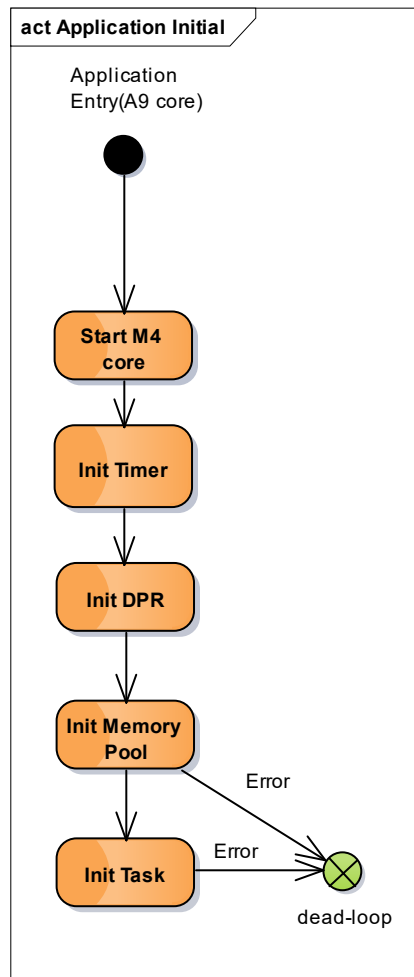 act Application Initial
Application
Entry(A9 core)
Start M4
core
Init Timer
Init DPR
Init Memory
Pool
Error
Error
Init Task
dead-loop